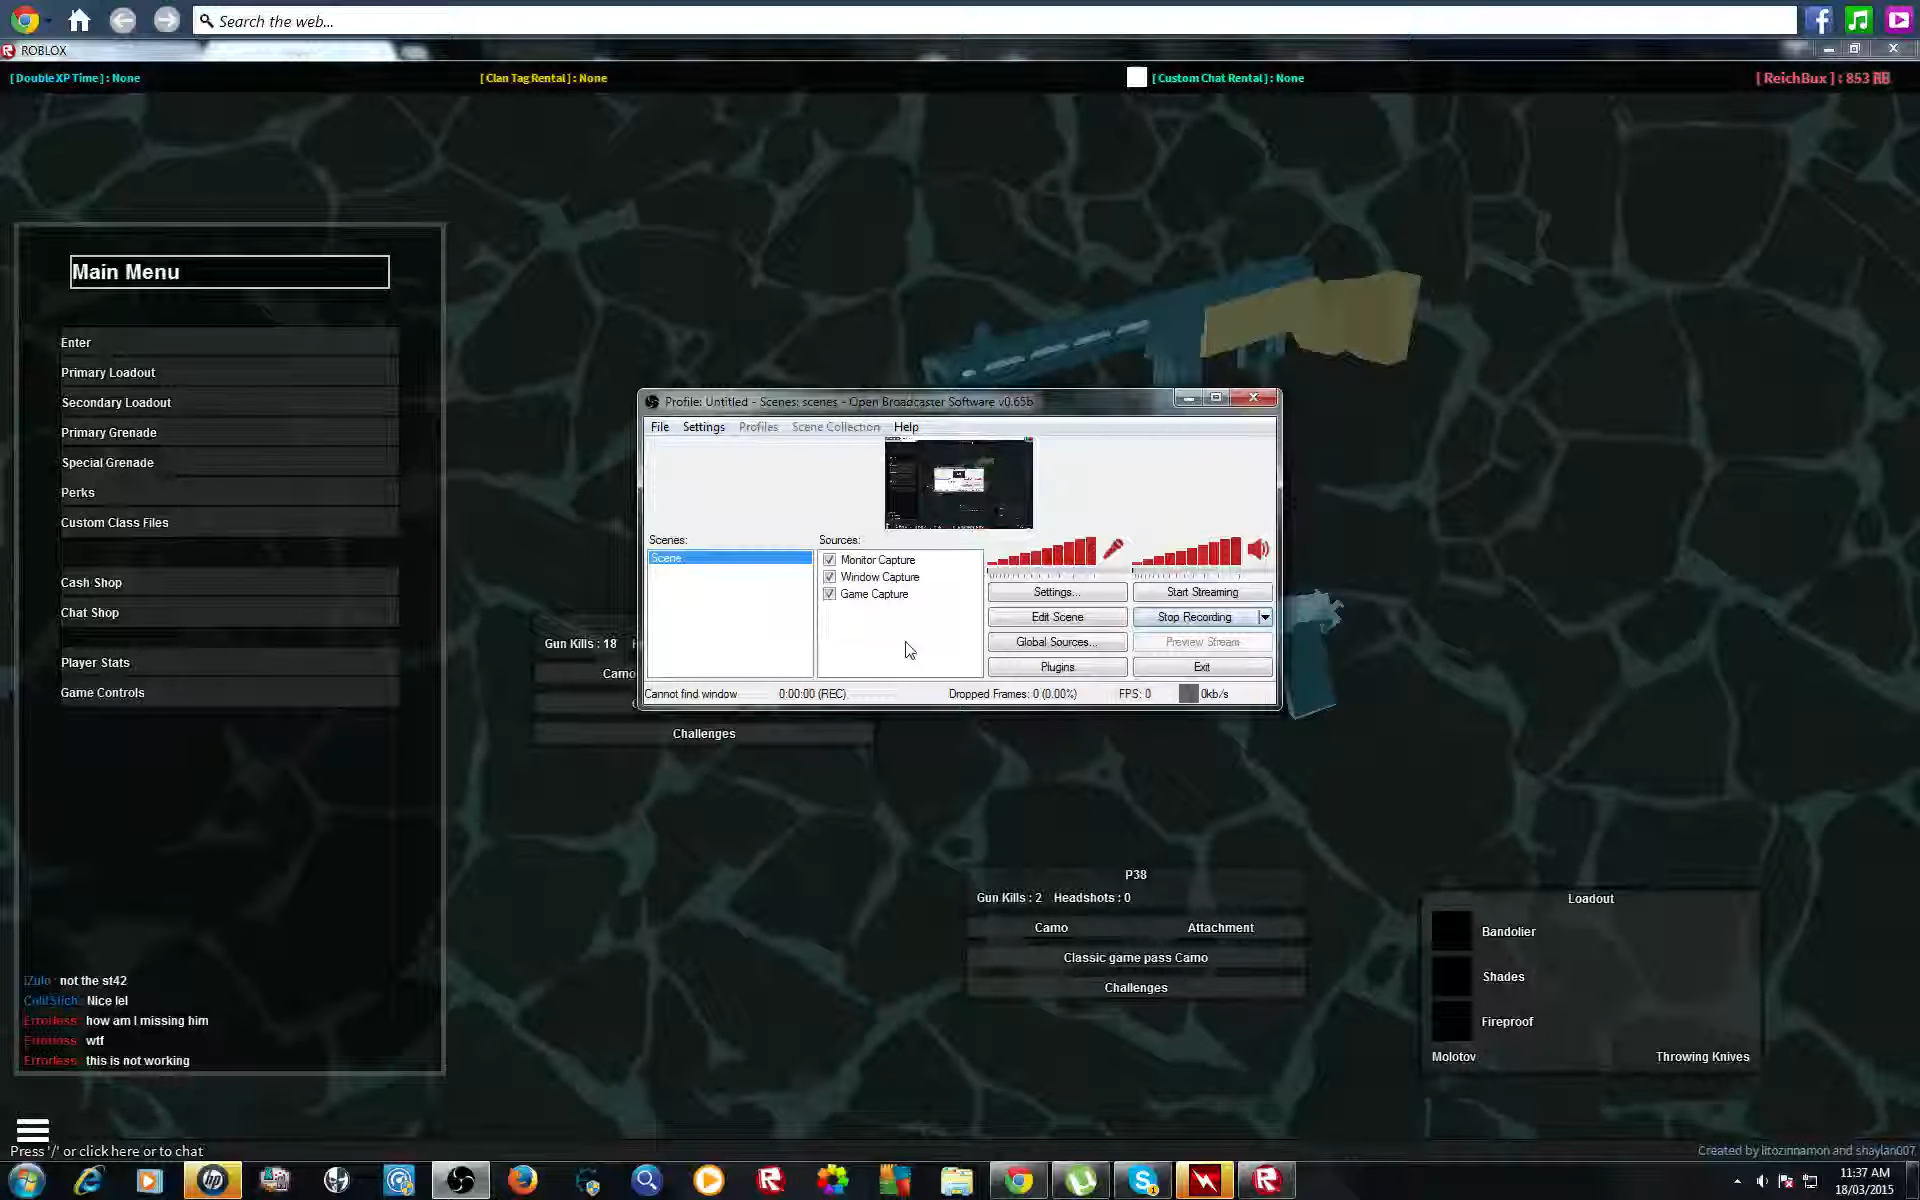 Search the web...
ROBLOX
[ Double XP Time ] : None
[ Clan Tag Rental ] : None
[ Custom Chat Rental ] : None
[ ReichBux ] : 853 RB
Main Menu
Enter
Primary Loadout
Secondary Loadout
Primary Grenade
Special Grenade
Perks
Custom Class Files
Cash Shop
Chat Shop
Player Stats
Game Controls
Profile: Untitled - Scenes: scenes - Open Broadcaster Software v0.65b
File Settings Profiles Scene Collection Help
Scenes:
Scene
Sources:
Monitor Capture
Window Capture
Game Capture
Settings...
Start Streaming
Edit Scene
Stop Recording
Global Sources...
Preview Stream
Plugins
Exit
Cannot find window
0:00:00 (REC)
Dropped Frames: 0 (0.00%)
FPS: 0
0kb/s
Gun Kills : 18
Camo
Challenges
P38
Gun Kills : 2 Headshots : 0
Camo
Attachment
Classic game pass Camo
Challenges
Loadout
Bandolier
Shades
Fireproof
Molotov
Throwing Knives
not the st42
Nice lel
Errorless: how am I missing him
Errorless: wtf
Errorless: this is not working
Press '/' or click here or to chat
Created by litozinnamon and shaylan007
11:37 AM
18/03/2015